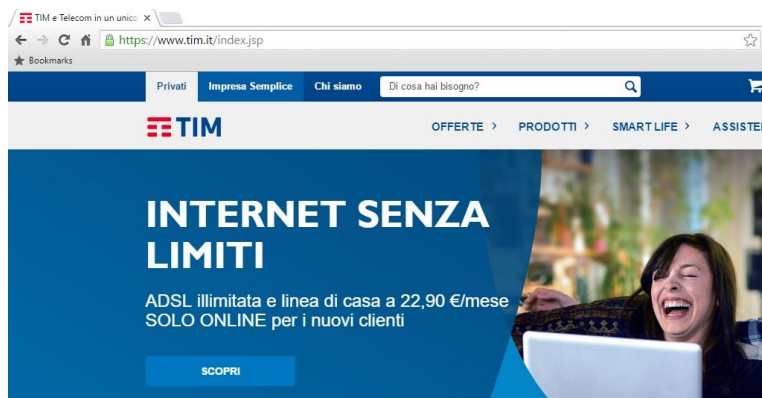 TIM e Telecom in un unico
https://www.tim.it/index.jsp
Bookmarks
Privati Impresa Semplice Chi siamo Di cosa hai bisogno?
TIM OFFERTE > PRODOTTI > SMART LIFE > ASSISTE
INTERNET SENZA
LIMITI
ADSL illimitata e linea di casa a 22,90 €/mese
SOLO ONLINE per i nuovi clienti
SCOPRI